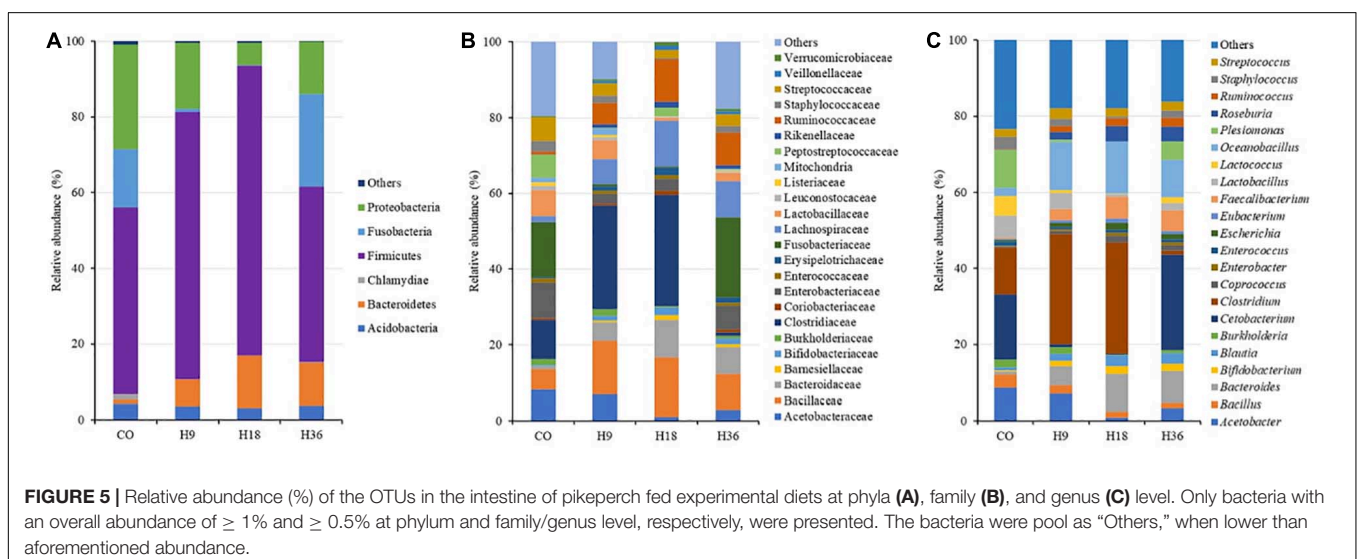 A
Relative abundance (%)
100
80
60
40
20
0
CO H9 H18 H36
Others
Proteobacteria
Fusobacteria
Firmicutes
Chlamydiae
Bacteroidetes
Acidobacteria
B
Relative abundance (%)
100
80
60
40
20
0
CO H9 H18 H36
Others
Verrucomicrobiaceae
Veillonellaceae
Streptococcaceae
Staphylococcaceae
Ruminococcaceae
Rikenellaceae
Peptostreptococcaceae
Mitochondria
Listeriaceae
Leuconostocaceae
Lactobacillaceae
Lachnospiraceae
Fusobacteriaceae
Erysipelotrichaceae
Enterococcaceae
Enterobacteriaceae
Coriobacteriaceae
Clostridiaceae
Burkholderiaceae
Bifidobacteriaceae
Barnesiellaceae
Bacteroidaceae
Bacillaceae
Acetobacteraceae
C
Relative abundance (%)
100
80
60
40
20
0
CO H9 H18 H36
Others
Streptococcus
Staphylococcus
Ruminococcus
Roseburia
Plesiomonas
Oceanobacillus
Lactococcus
Lactobacillus
Faecalibacterium
Eubacterium
Escherichia
Enterococcus
Enterobacter
Coprococcus
Clostridium
Cetobacterium
Burkholderia
Blautia
Bifidobacterium
Bacteroides
Bacillus
Acetobacter
FIGURE 5 | Relative abundance (%) of the OTUs in the intestine of pikeperch fed experimental diets at phyla (A), family (B), and genus (C) level. Only bacteria with
an overall abundance of ≥ 1% and ≥ 0.5% at phylum and family/genus level, respectively, were presented. The bacteria were pool as “Others,” when lower than
aforementioned abundance.